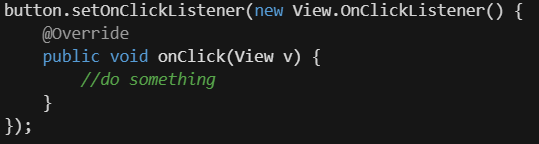 button.setOnClickListener(new View.OnClickListener() {
    @Override
    public void onClick(View v) {
        //do something
    }
});